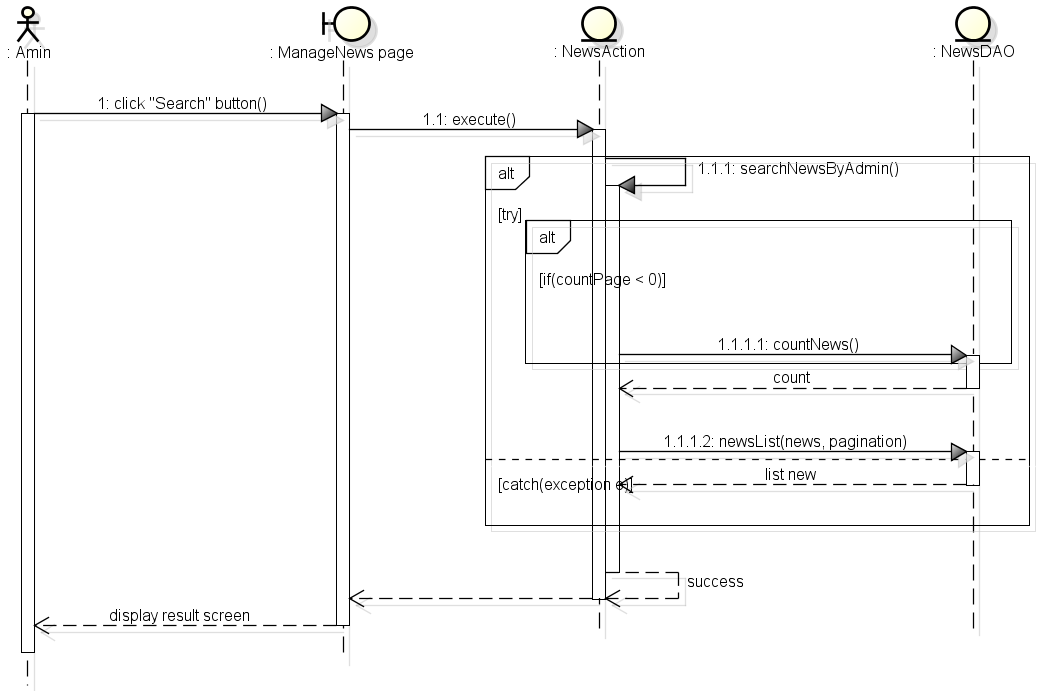 : Amin
: ManageNews page
: NewsAction
: NewsDAO
1: click "Search" button()
1.1: execute()
alt
1.1.1: searchNewsByAdmin()
[try]
alt
[if(countPage < 0)]
1.1.1.1: countNews()
count
1.1.1.2: newsList(news, pagination)
list new
[catch(exception e)]
success
display result screen